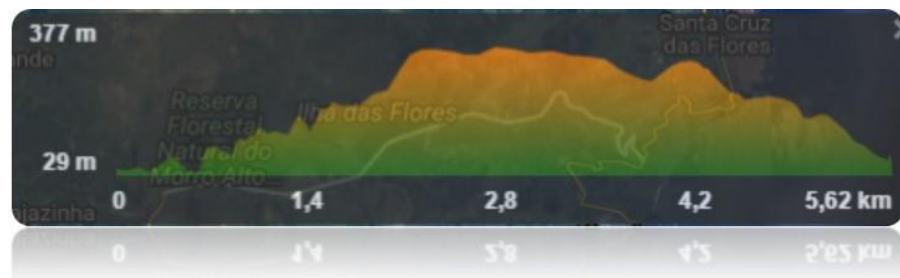 377 m
29 m
0
1,4
2,8
4,2
5,62 km
Santa Cruz
das Flores
Reserva
Florestal
Natural do
Morro Alto...
Ilha das Flores